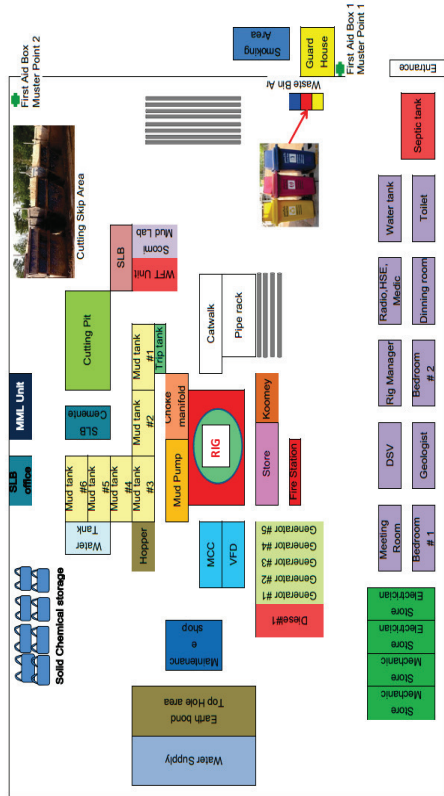 Solid Chemical storage
SLB
office
MML Unit
Cutting Skip Area
First Aid Box
Muster Point 2
Water
Tank
Mud tank
#6
Mud tank
#5
Mud tank
#4
Mud tank
#3
SLB
Cemente
Cutting Pit
SLB
Hopper
Mud tank
#2
Mud tank
#1
Trip tank
WFT Unit
Scomi
Mud Lab
Water Supply
Earth bond
Top Hole area
Maintenanc
e
shop
Mud Pump
Choke
manifold
MCC
VFD
RIG
Catwalk
Pipe rack
Smoking
Area
Guard
House
Waste Bin Ar
First Aid Box 1
Muster Point 1
Diesel#1
Generator #1
Generator #2
Generator #3
Generator #4
Generator #5
Store
Koomey
Fire Station
Mechanic
Store
Mechanic
Store
Electrician
Store
Electrician
Store
Meeting
Room
DSV
Rig Manager
Radio,HSE,
Medic
Water tank
Septic tank
Entrance
Bedroom
# 1
Geologist
Bedroom
# 2
Dinning room
Toilet